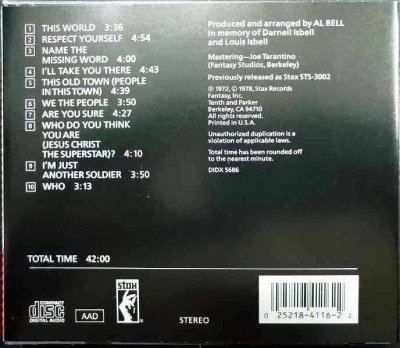 1 THIS WORLD 3:36
2 RESPECT YOURSELF 4:54
3 NAME THE
MISSING WORD 4:00
4 I'LL TAKE YOU THERE 4:43
5 THIS OLD TOWN (PEOPLE
IN THIS TOWN) 4:39
6 WE THE PEOPLE 3:50
7 ARE YOU SURE 4:27
8 WHO DO YOU THINK
YOU ARE
(JESUS CHRIST
THE SUPERSTAR)? 4:10
9 I'M JUST
ANOTHER SOLDIER 3:50
10 WHO 3:13
TOTAL TIME 42:00
Produced and arranged by AL BELL
In memory of Darnell Isbell
and Louis Isbell
Mastering—Joe Tarantino
(Fantasy Studios, Berkeley)
Previously released as Stax STS-3002
℗ 1972, © 1978, Stax Records
Fantasy, Inc.
Tenth and Parker
Berkeley, CA 94710
All rights reserved.
Printed in U.S.A.
Unauthorized duplication is a
violation of applicable laws.
Total time has been rounded off
to the nearest minute.
DIDX 5686
COMPACT
disc
DIGITAL AUDIO
AAD
stax
STEREO
0 25218-4116-2 2